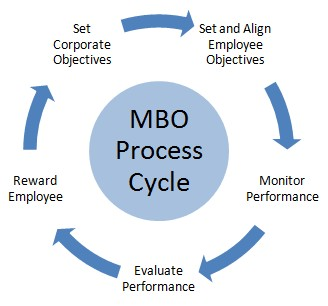 Set
Corporate
Objectives
Set and Align
Employee
Objectives
MBO
Process
Cycle
Reward
Employee
Monitor
Performance
Evaluate
Performance